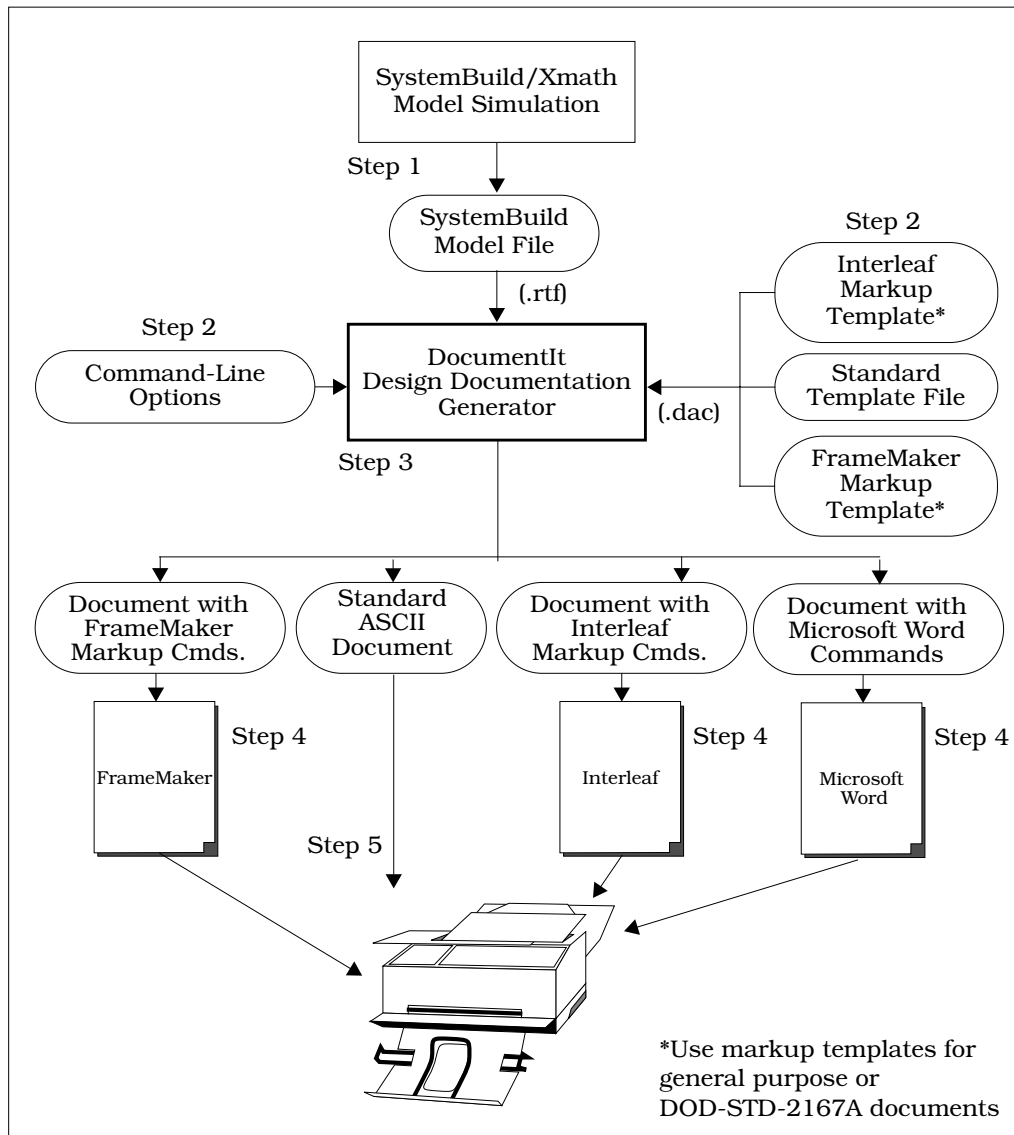 SystemBuild/Xmath
Model Simulation
Step 1
SystemBuild
Model File
(.rtf)
Step 2
Interleaf
Markup
Template*
Step 2
Command-Line
Options
DocumentIt
Design Documentation
Generator
(.dac)
Standard
Template File
Step 3
FrameMaker
Markup
Template*
Document with
FrameMaker
Markup Cmds.
Standard
ASCII
Document
Document with
Interleaf
Markup Cmds.
Document with
Microsoft Word
Commands
Step 4
FrameMaker
Step 4
Interleaf
Step 4
Microsoft
Word
Step 5
*Use markup templates for
general purpose or
DOD-STD-2167A documents